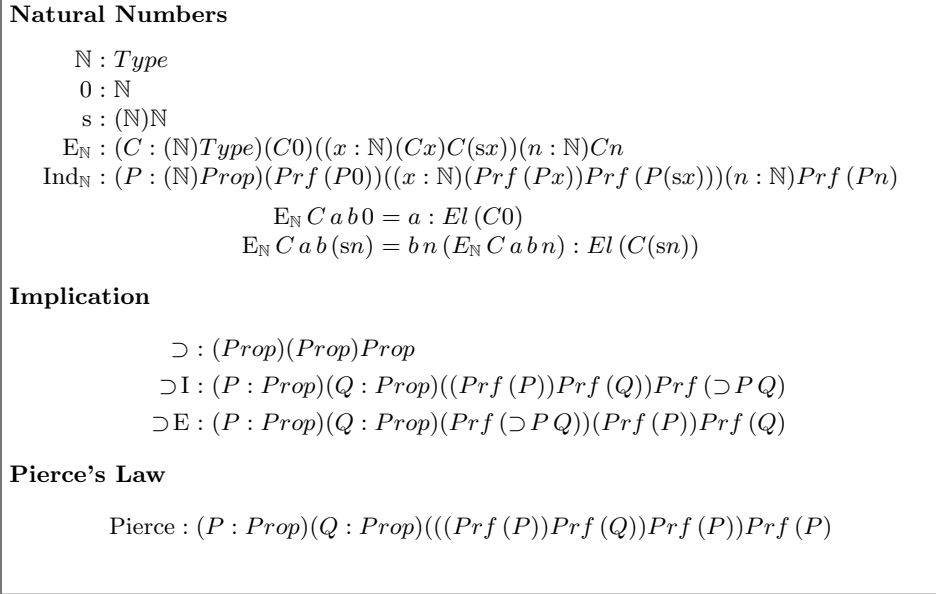 Natural Numbers
ℕ : Type
0 : ℕ
s : (ℕ)ℕ
E_ℕ : (C : (ℕ)Type)(C0)((x : ℕ)(Cx)C(sx))(n : ℕ)Cn
Ind_ℕ : (P : (ℕ)Prop)(Prf (P0))((x : ℕ)(Prf (Px))Prf (P(sx)))(n : ℕ)Prf (Pn)
E_ℕ C a b 0 = a : El (C0)
E_ℕ C a b (sn) = b n (E_ℕ C a b n) : El (C(sn))
Implication
⊃ : (Prop)(Prop)Prop
⊃I : (P : Prop)(Q : Prop)((Prf (P))Prf (Q))Prf (⊃ P Q)
⊃E : (P : Prop)(Q : Prop)(Prf (⊃ P Q))(Prf (P))Prf (Q)
Pierce's Law
Pierce : (P : Prop)(Q : Prop)(((Prf (P))Prf (Q))Prf (P))Prf (P)